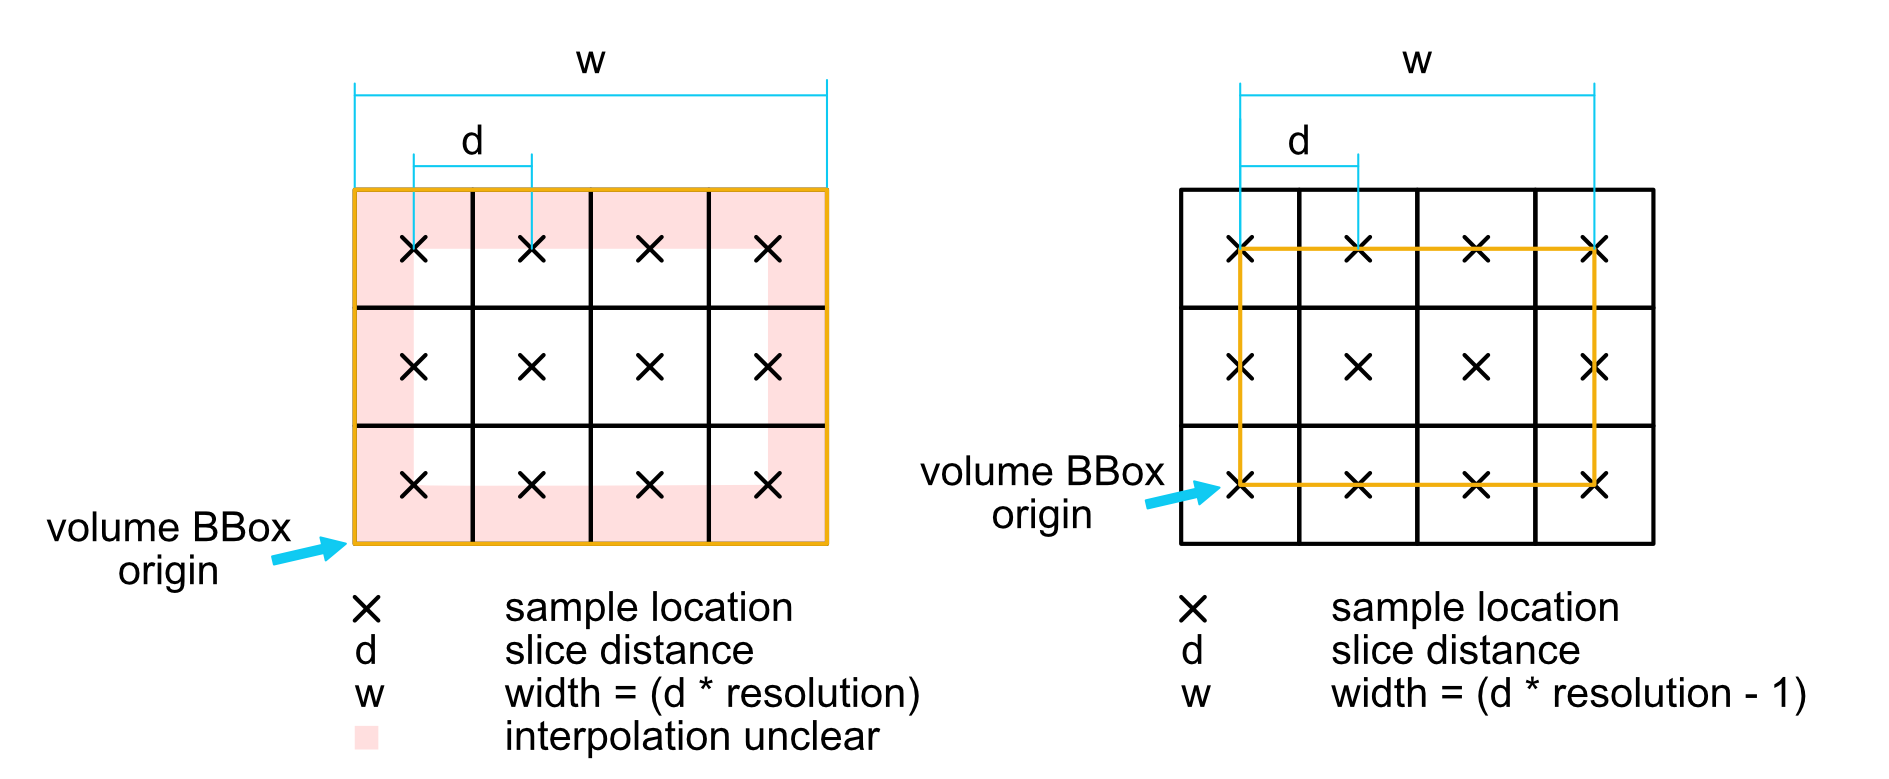 w
d
volume BBox
origin
× sample location
d slice distance
w width = (d * resolution)
interpolation unclear
w
d
volume BBox
origin
× sample location
d slice distance
w width = (d * resolution - 1)